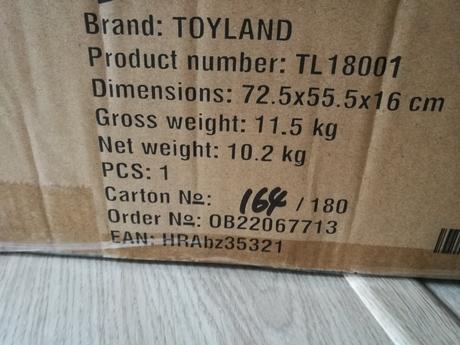 Brand: TOYLAND
Product number: TL18001
Dimensions: 72.5x55.5x16 cm
Gross weight: 11.5 kg
Net weight: 10.2 kg
PCS: 1
Carton №: 164 / 180
Order №: OB22067713
EAN: HRAbz35321